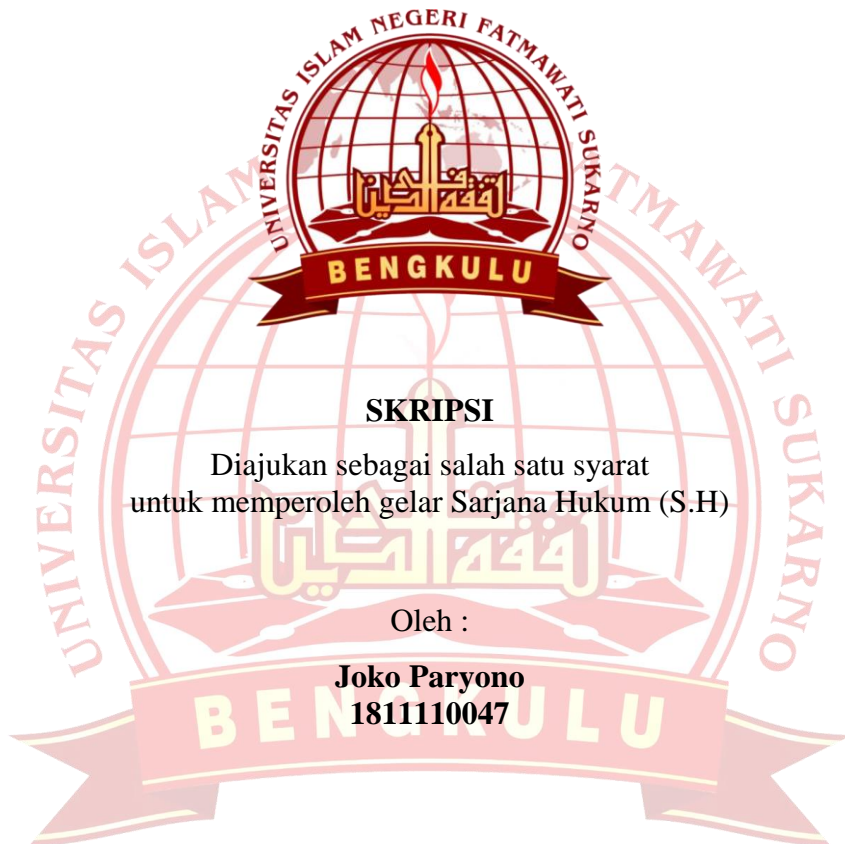 UNIVERSITAS ISLAM NEGERI FATMAWATI SUKARNO
BENGKULU
SKRIPSI
Diajukan sebagai salah satu syarat
untuk memperoleh gelar Sarjana Hukum (S.H)
Oleh :
Joko Paryono
1811110047
BENGKULU